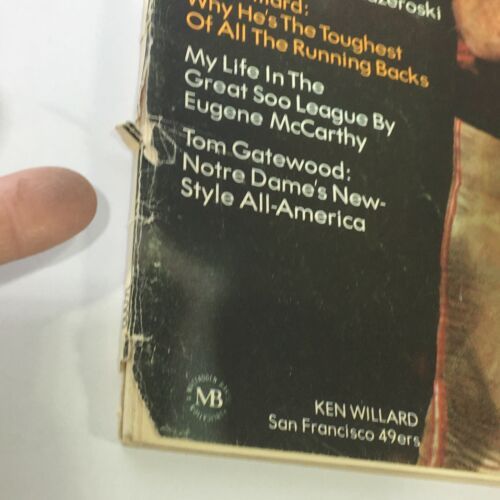 Why He's The Toughest
Of All The Running Backs
My Life In The
Great Soo League By
Eugene McCarthy
Tom Gatewood:
Notre Dame's New-
Style All-America
MB
KEN WILLARD
San Francisco 49ers